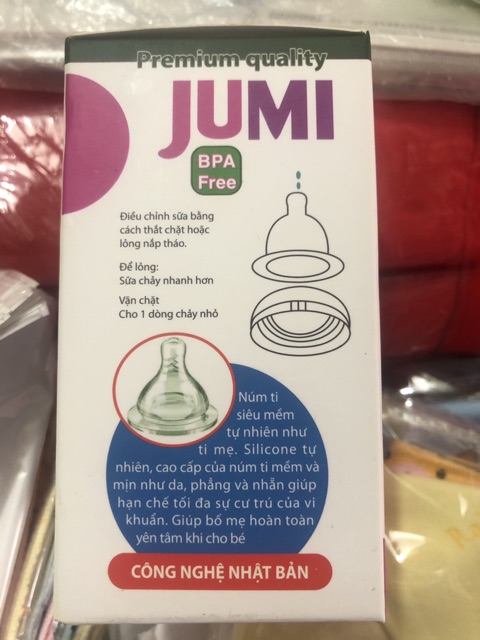 Premium quality
JUMI
BPA
Free
Điều chỉnh sữa bằng
cách thắt chặt hoặc
lỏng nắp tháo.
Để lỏng:
Sữa chảy nhanh hơn
Vặn chặt
Cho 1 dòng chảy nhỏ
Núm ti
siêu mềm
tự nhiên như
ti mẹ. Silicone tự
nhiên, cao cấp của núm ti mềm và
mịn như da, phẳng và nhẵn giúp
hạn chế tối đa sự cư trú của vi
khuẩn. Giúp bố mẹ hoàn toàn
yên tâm khi cho bé
CÔNG NGHỆ NHẬT BẢN